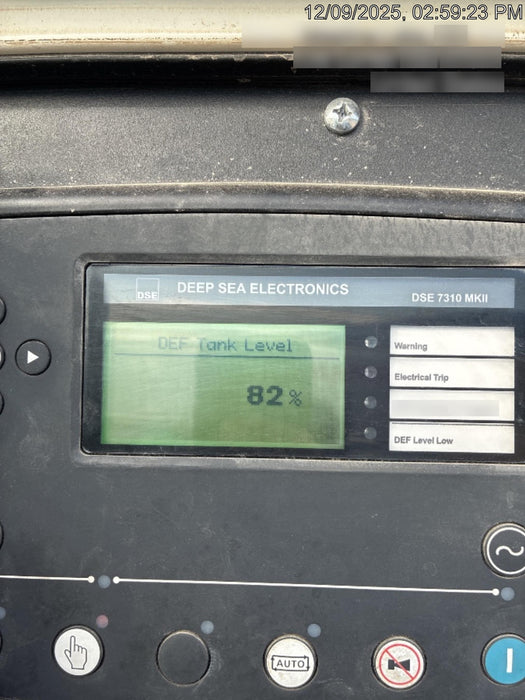 12/09/2025, 02:59:23 PM
DSE
DEEP SEA ELECTRONICS
DSE 7310 MKII
DEF Tank Level
82 %
Warning
Electrical Trip
DEF Level Low
AUTO